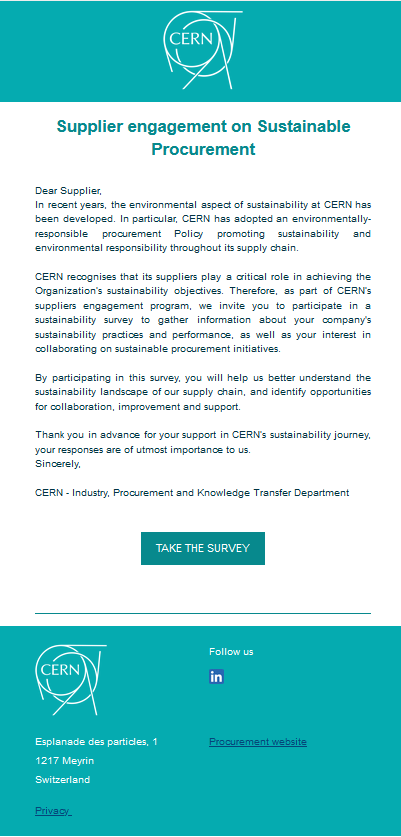 CERN
Supplier engagement on Sustainable
Procurement
Dear Supplier,
In recent years, the environmental aspect of sustainability at CERN has
been developed. In particular, CERN has adopted an environmentally-
responsible procurement Policy promoting sustainability and
environmental responsibility throughout its supply chain.
CERN recognises that its suppliers play a critical role in achieving the
Organization's sustainability objectives. Therefore, as part of CERN's
suppliers engagement program, we invite you to participate in a
sustainability survey to gather information about your company's
sustainability practices and performance, as well as your interest in
collaborating on sustainable procurement initiatives.
By participating in this survey, you will help us better understand the
sustainability landscape of our supply chain, and identify opportunities
for collaboration, improvement and support.
Thank you in advance for your support in CERN's sustainability journey,
your responses are of utmost importance to us.
Sincerely,
CERN - Industry, Procurement and Knowledge Transfer Department
TAKE THE SURVEY
CERN
Follow us
in
Esplanade des particles, 1
Procurement website
1217 Meyrin
Switzerland
Privacy